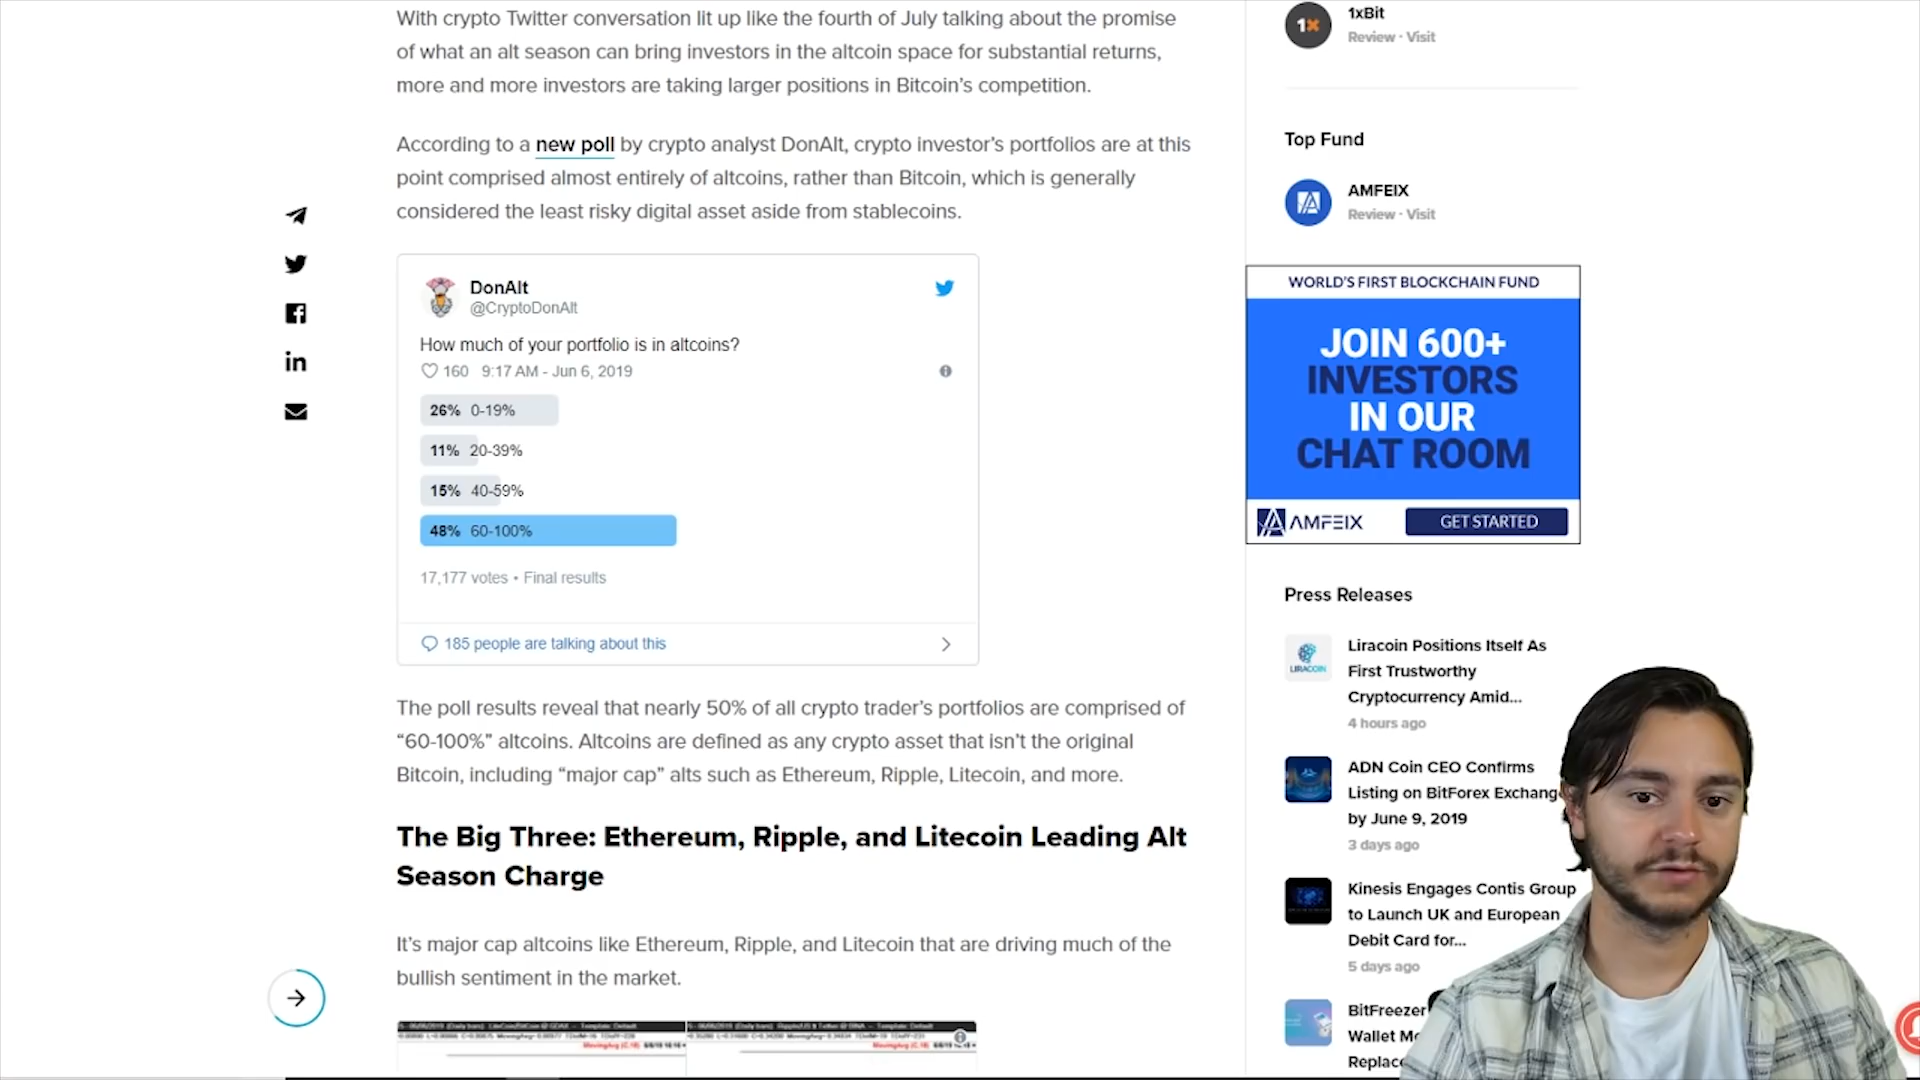 With crypto Twitter conversation lit up like the fourth of July talking about the promise
of what an alt season can bring investors in the altcoin space for substantial returns,
more and more investors are taking larger positions in Bitcoin’s competition.
According to a new poll by crypto analyst DonAlt, crypto investor’s portfolios are at this
point comprised almost entirely of altcoins, rather than Bitcoin, which is generally
considered the least risky digital asset aside from stablecoins.
DonAlt
@CryptoDonAlt
How much of your portfolio is in altcoins?
160 9:17 AM - Jun 6, 2019
26% 0-19%
11% 20-39%
15% 40-59%
48% 60-100%
17,177 votes • Final results
185 people are talking about this
The poll results reveal that nearly 50% of all crypto trader’s portfolios are comprised of
“60-100%” altcoins. Altcoins are defined as any crypto asset that isn’t the original
Bitcoin, including “major cap” alts such as Ethereum, Ripple, Litecoin, and more.
The Big Three: Ethereum, Ripple, and Litecoin Leading Alt
Season Charge
It’s major cap altcoins like Ethereum, Ripple, and Litecoin that are driving much of the
bullish sentiment in the market.
1x
1xBit
Review · Visit
Top Fund
AMFEIX
Review · Visit
WORLD'S FIRST BLOCKCHAIN FUND
JOIN 600+
INVESTORS
IN OUR
CHAT ROOM
AMFEIX
GET STARTED
Press Releases
LIRACOIN
Liracoin Positions Itself As
First Trustworthy
Cryptocurrency Amid...
4 hours ago
ADN Coin CEO Confirms
Listing on BitForex Exchang
by June 9, 2019
3 days ago
Kinesis Engages Contis Group
to Launch UK and European
Debit Card for...
5 days ago
BitFreezer
Wallet Mo
Replace